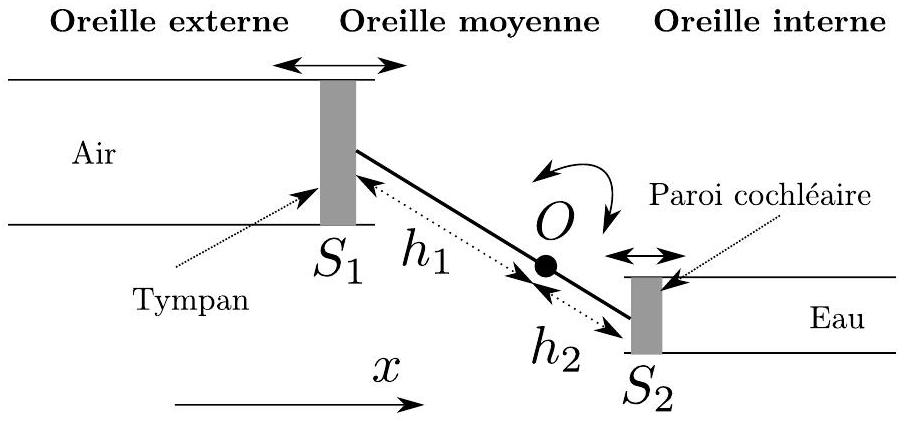 Oreille externe
Oreille moyenne
Oreille interne
Air
Paroi cochléaire
O
S₁
h₁
Tympan
Eau
h₂
x
S₂